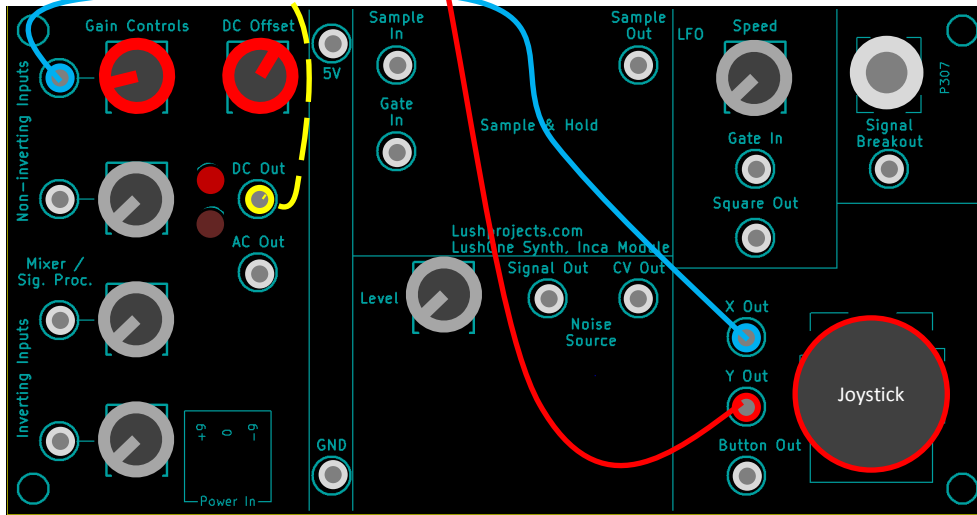 Gain Controls
DC Offset
5V
Non-inverting Inputs
DC Out
AC Out
Mixer /
Sig. Proc.
Inverting Inputs
+9
0
-9
Power In
GND
Sample
In
Sample
Out
Gate
In
Sample & Hold
Lushprojects.com
LushOne Synth, Inca Module
Level
Signal Out
CV Out
Noise
Source
LFO
Speed
Gate In
Square Out
P307
Signal
Breakout
X Out
Y Out
Button Out
Joystick